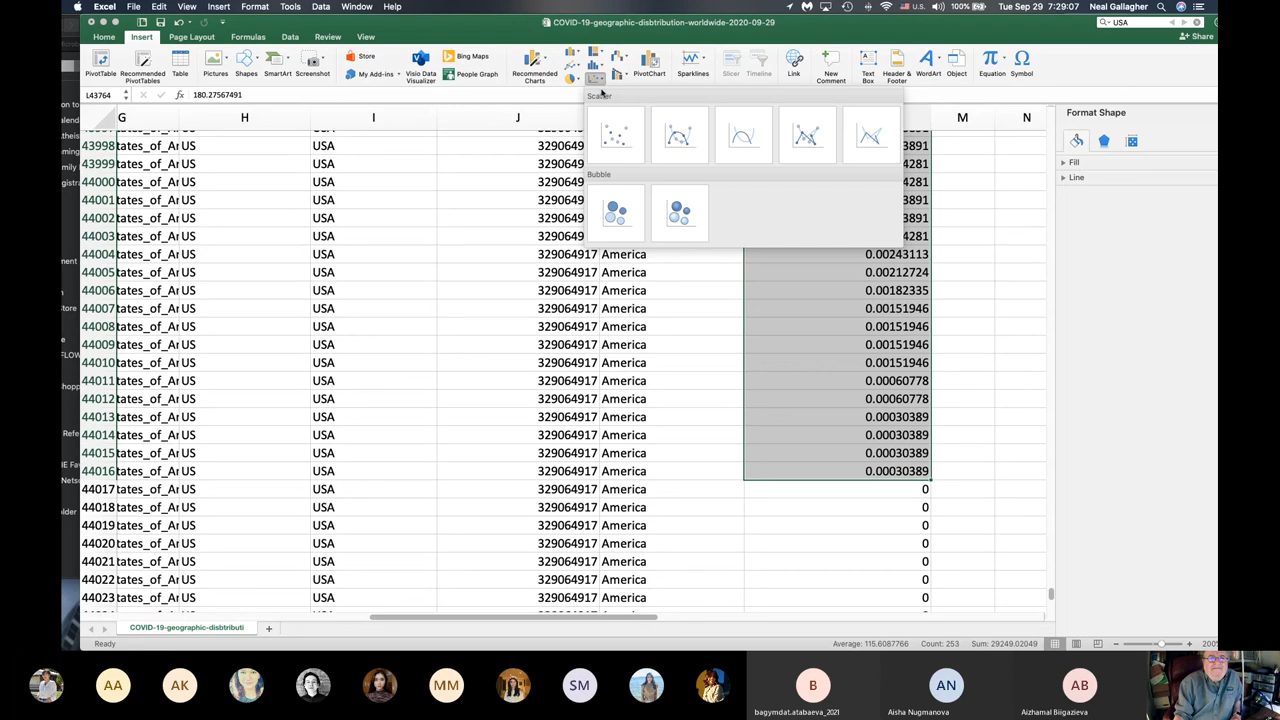 Excel File Edit View Insert Format Tools Data Window Help
U.S. 100% Tue Sep 29 7:29:07 Neal Gallagher
COVID-19-geographic-disbtribution-worldwide-2020-09-29
USA
Home Insert Page Layout Formulas Data Review View
Share
Store
My Add-ins
Bing Maps
People Graph
PivotTable
Recommended PivotTables
Table
Pictures
Shapes
SmartArt
Screenshot
Visio Data Visualizer
Recommended Charts
PivotChart
Sparklines
Slicer
Timeline
Link
New Comment
Text Box
Header & Footer
WordArt
Object
Equation
Symbol
L43764 fx 180.27567491
G H I J M N
Scatter
Bubble
Format Shape
Fill
Line
43998 tates_of_Ar US USA 3290649 3891
43999 tates_of_Ar US USA 3290649 4281
44000 tates_of_Ar US USA 3290649 4281
44001 tates_of_Ar US USA 3290649 3891
44002 tates_of_Ar US USA 3290649 3891
44003 tates_of_Ar US USA 3290649 4281
44004 tates_of_Ar US USA 329064917 America 0.00243113
44005 tates_of_Ar US USA 329064917 America 0.00212724
44006 tates_of_Ar US USA 329064917 America 0.00182335
44007 tates_of_Ar US USA 329064917 America 0.00151946
44008 tates_of_Ar US USA 329064917 America 0.00151946
44009 tates_of_Ar US USA 329064917 America 0.00151946
44010 tates_of_Ar US USA 329064917 America 0.00151946
44011 tates_of_Ar US USA 329064917 America 0.00060778
44012 tates_of_Ar US USA 329064917 America 0.00060778
44013 tates_of_Ar US USA 329064917 America 0.00030389
44014 tates_of_Ar US USA 329064917 America 0.00030389
44015 tates_of_Ar US USA 329064917 America 0.00030389
44016 tates_of_Ar US USA 329064917 America 0.00030389
44017 tates_of_Ar US USA 329064917 America 0
44018 tates_of_Ar US USA 329064917 America 0
44019 tates_of_Ar US USA 329064917 America 0
44020 tates_of_Ar US USA 329064917 America 0
44021 tates_of_Ar US USA 329064917 America 0
44022 tates_of_Ar US USA 329064917 America 0
44023 tates_of_Ar US USA 329064917 America 0
COVID-19-geographic-disbtributi +
Ready Average: 115.6087766 Count: 253 Sum: 29249.02049 200%
AA AK MM SM B AN AB
bagymdat.atabaeva_2021 Aisha Nugmanova Aizhamal Biigazieva